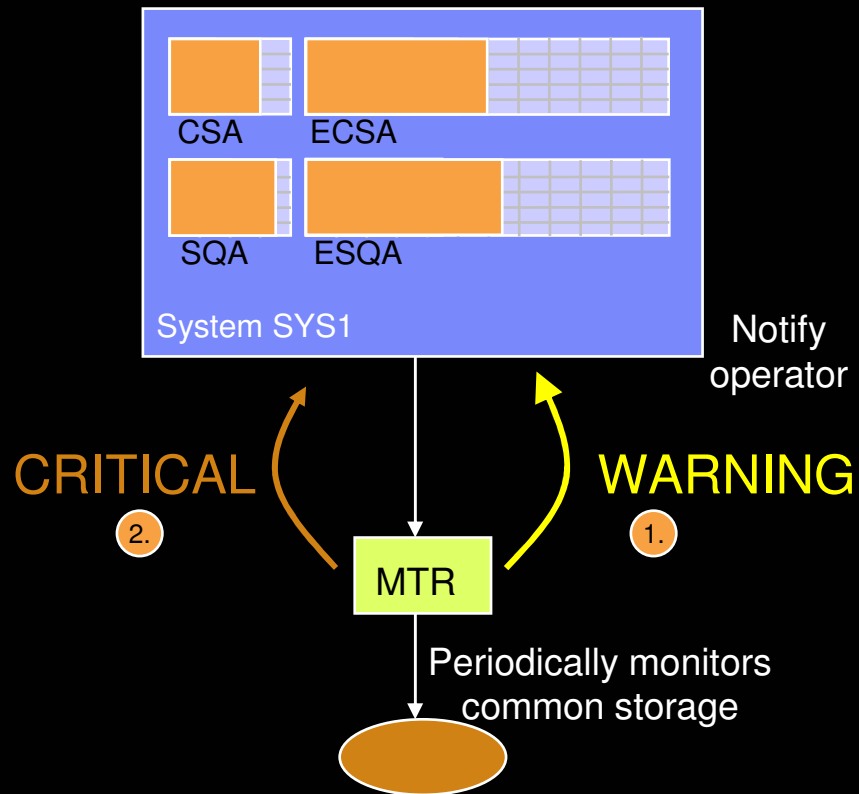 CSA
ECSA
SQA
ESQA
System SYS1
Notify
operator
CRITICAL
WARNING
2.
1.
MTR
Periodically monitors
common storage